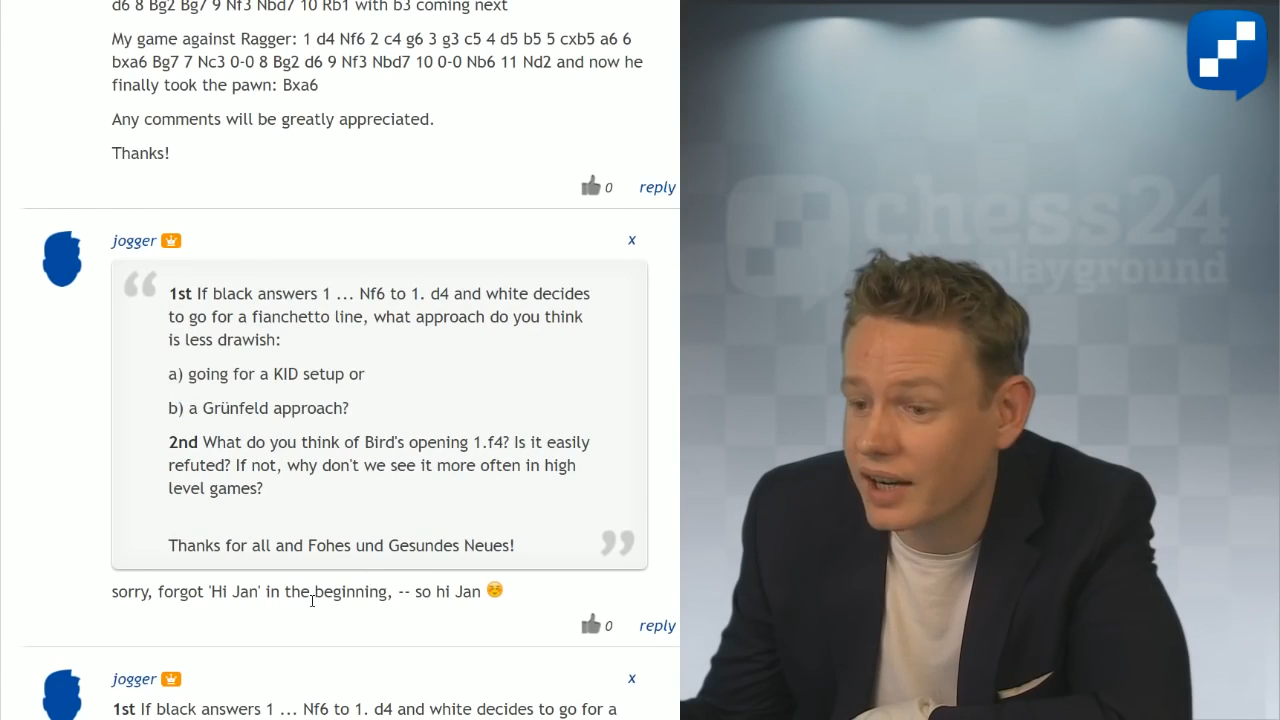 d6 8 Bg2 Bg7 9 Nf3 Nbd7 10 Rb1 with b3 coming next
My game against Ragger: 1 d4 Nf6 2 c4 g6 3 g3 c5 4 d5 b5 5 cxb5 a6 6
bxa6 Bg7 7 Nc3 0-0 8 Bg2 d6 9 Nf3 Nbd7 10 0-0 Nb6 11 Nd2 and now he
finally took the pawn: Bxa6
Any comments will be greatly appreciated.
Thanks!
0 reply
jogger x
1st If black answers 1 ... Nf6 to 1. d4 and white decides
to go for a fianchetto line, what approach do you think
is less drawish:
a) going for a KID setup or
b) a Grünfeld approach?
2nd What do you think of Bird's opening 1.f4? Is it easily
refuted? If not, why don't we see it more often in high
level games?
Thanks for all and Fohes und Gesundes Neues!
sorry, forgot 'Hi Jan' in the beginning, -- so hi Jan
0 reply
jogger x
1st If black answers 1 ... Nf6 to 1. d4 and white decides to go for a
chess24
playground